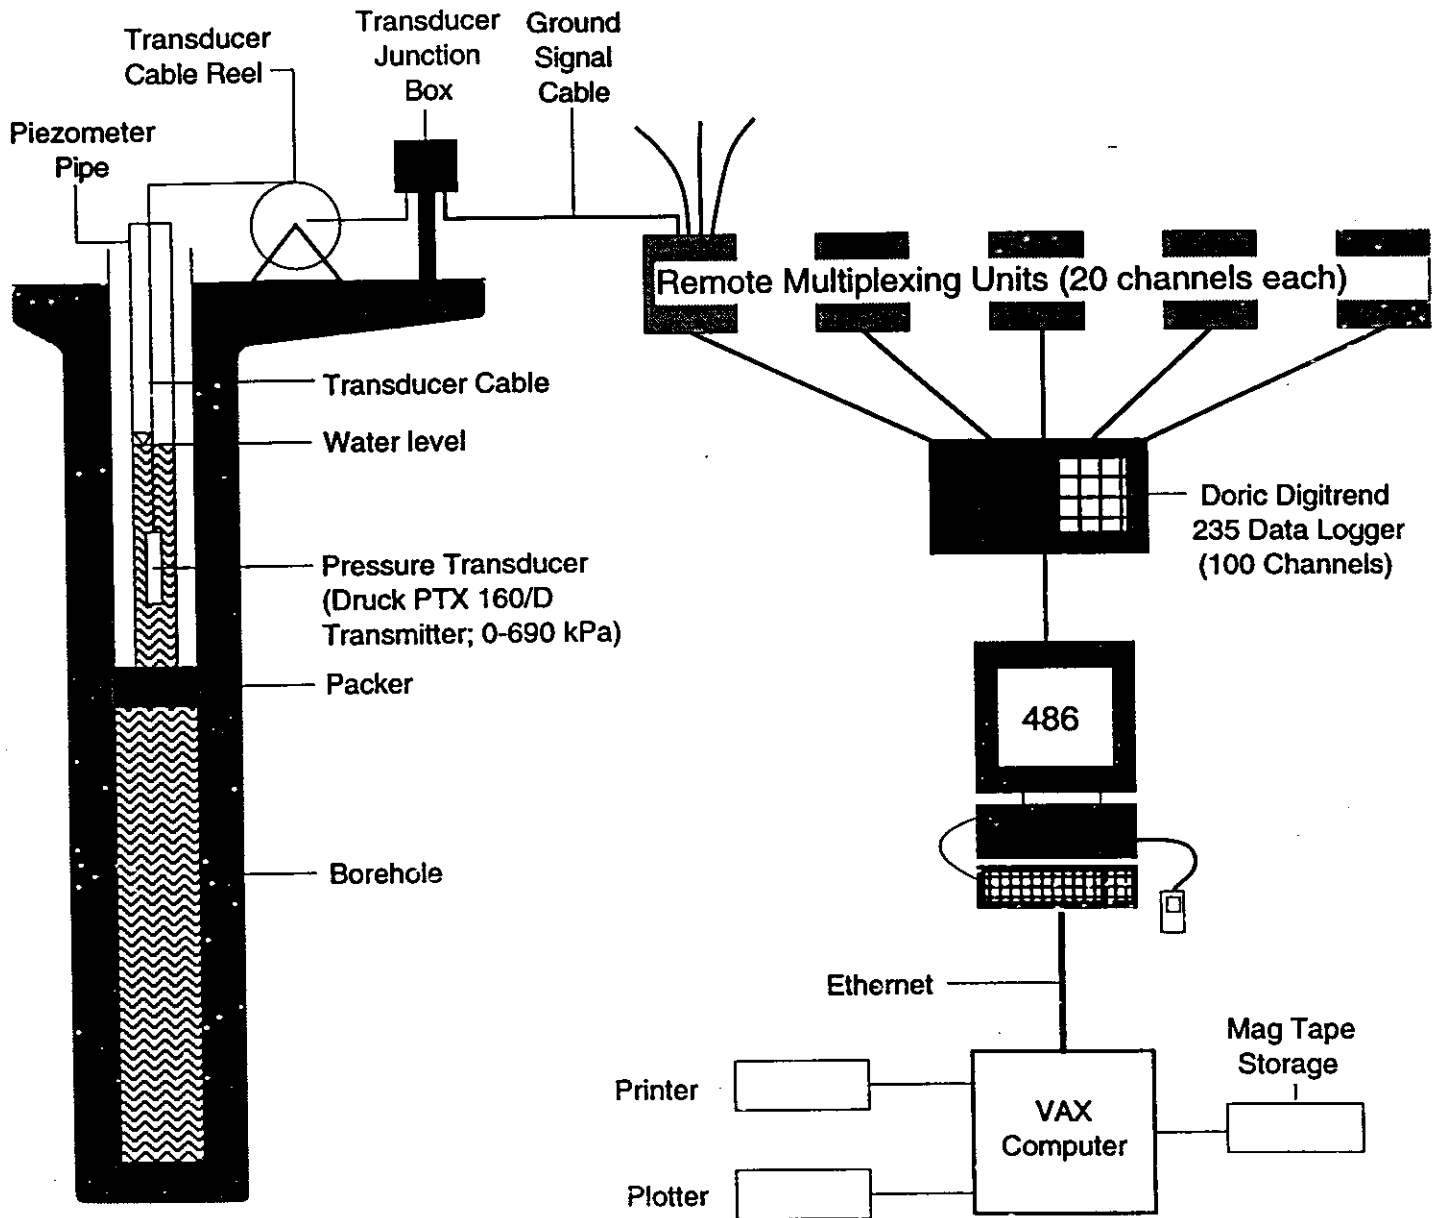 Transducer
Cable Reel
Transducer
Junction
Box
Ground
Signal
Cable
Piezometer
Pipe
Remote Multiplexing Units (20 channels each)
Transducer Cable
Water level
Pressure Transducer
(Druck PTX 160/D
Transmitter; 0-690 kPa)
Packer
Borehole
Doric Digitrend
235 Data Logger
(100 Channels)
486
Ethernet
Mag Tape
Storage
Printer
VAX
Computer
Plotter